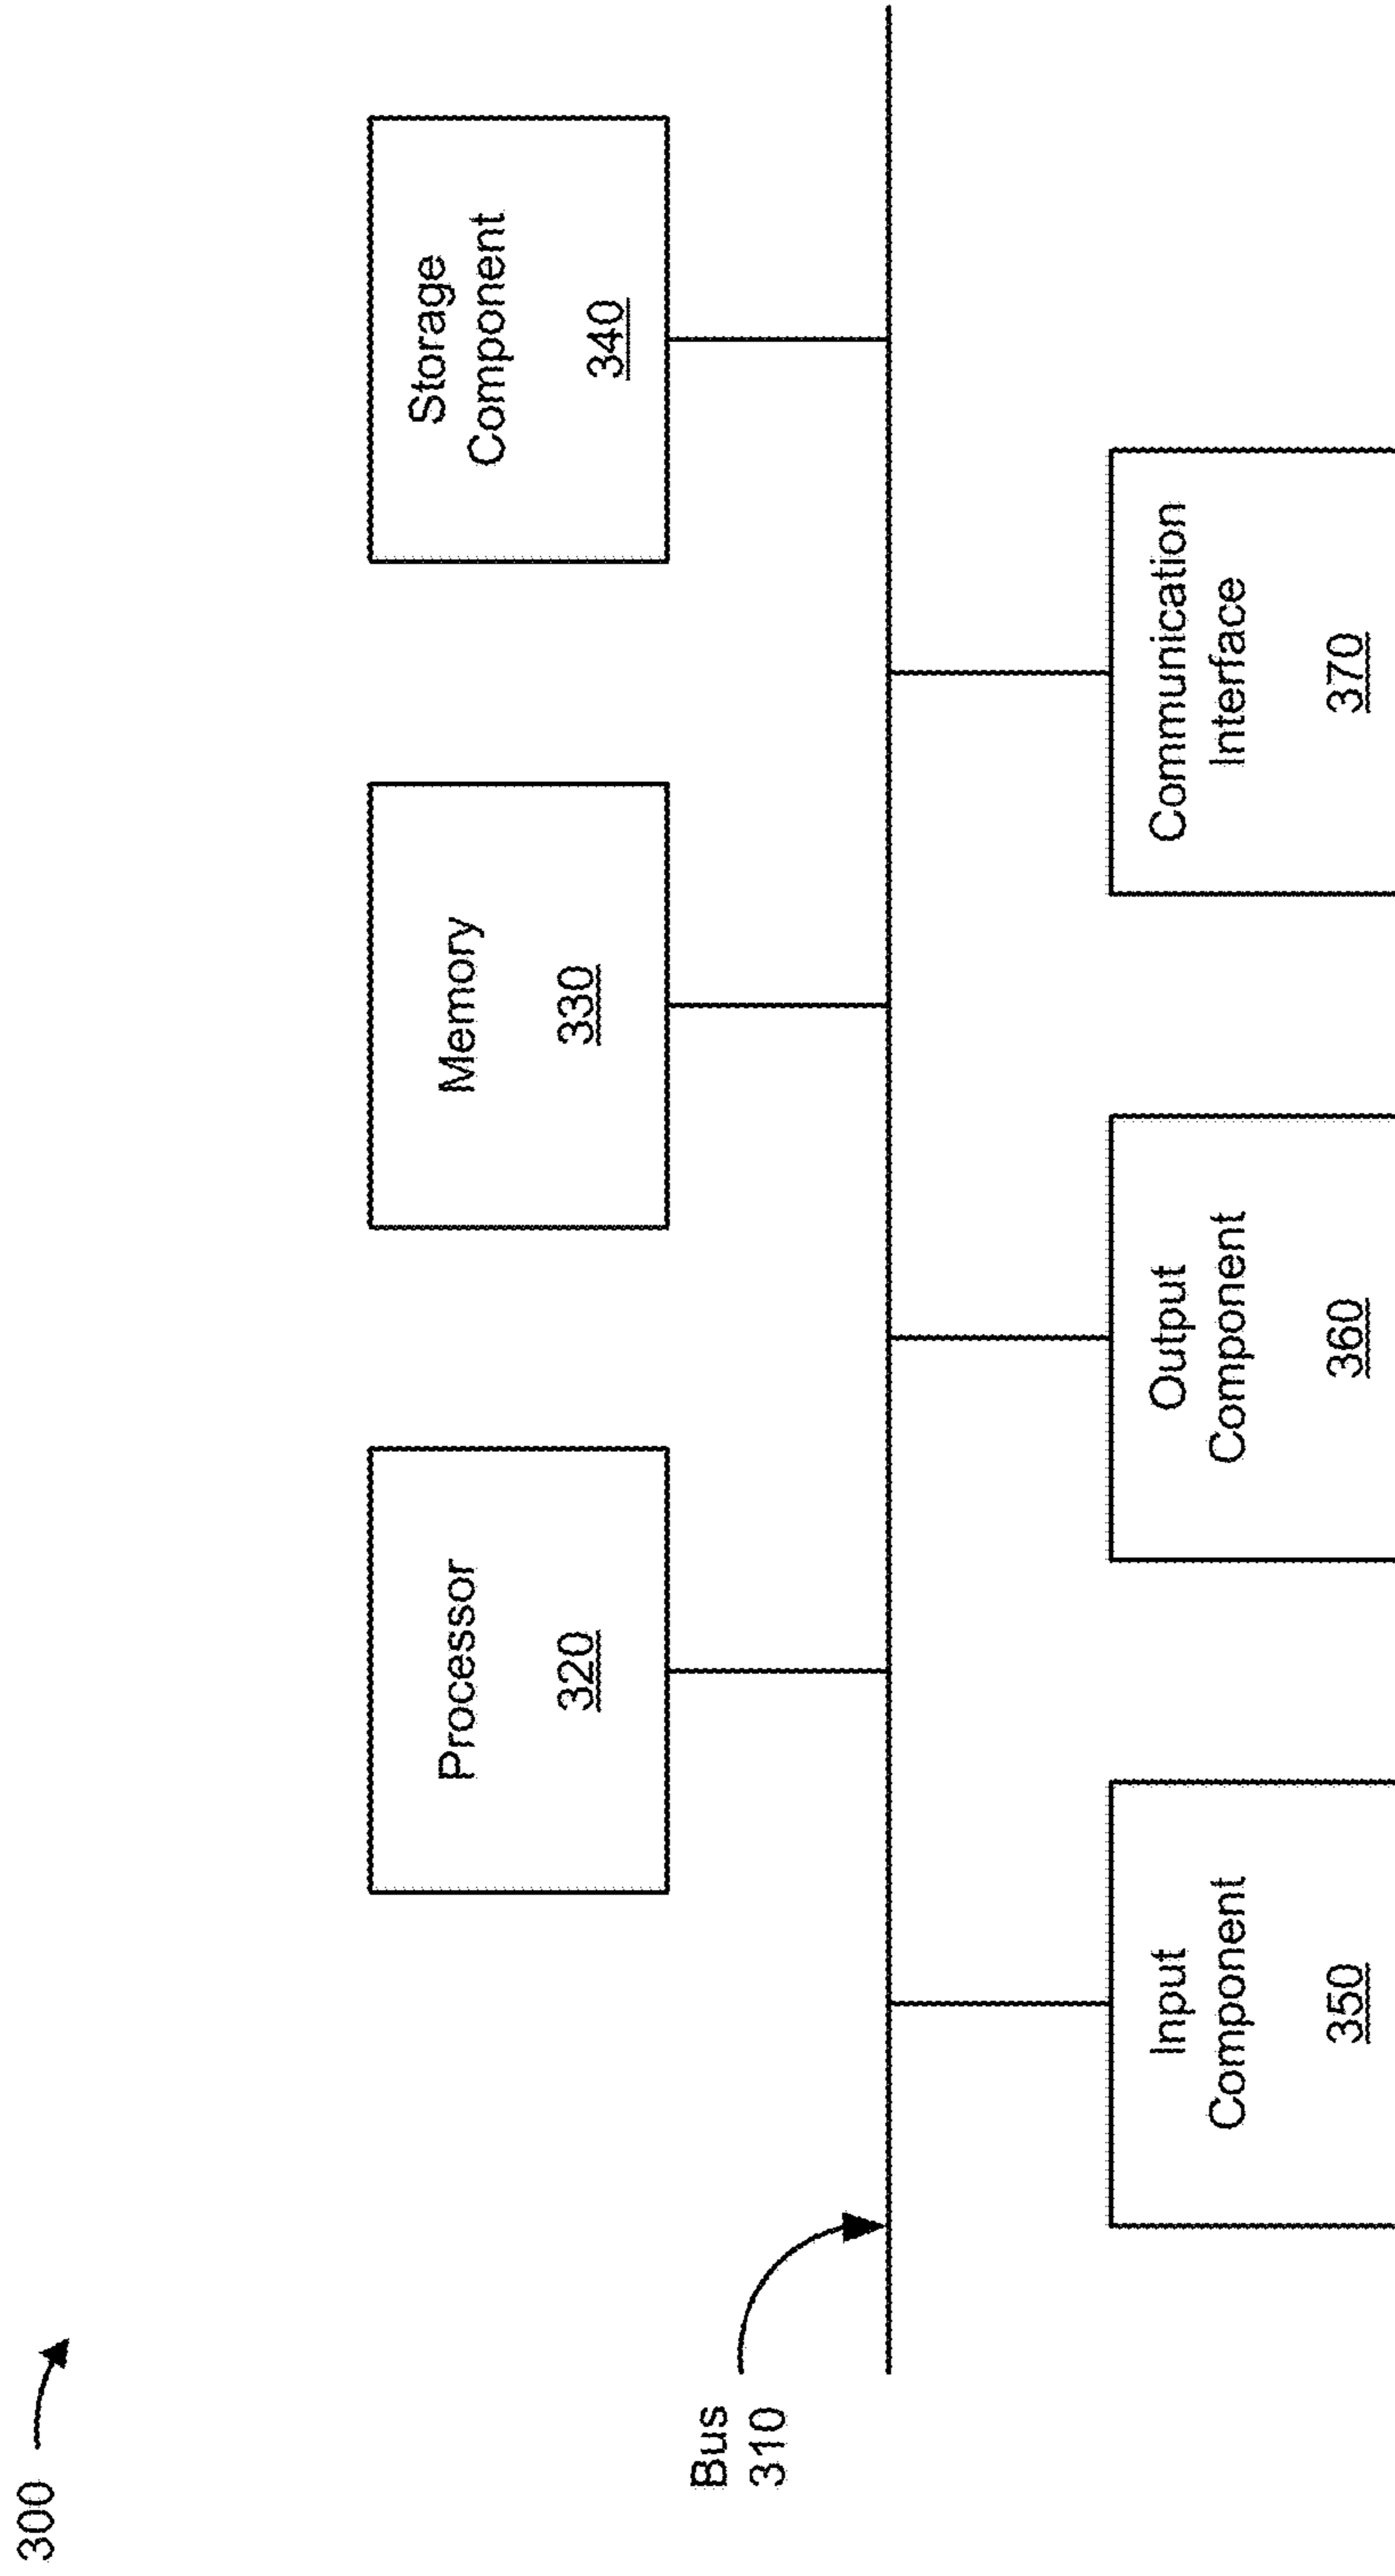 300
Processor
320
Memory
330
Storage
Component
340
Bus
310
Input
Component
350
Output
Component
360
Communication
Interface
370